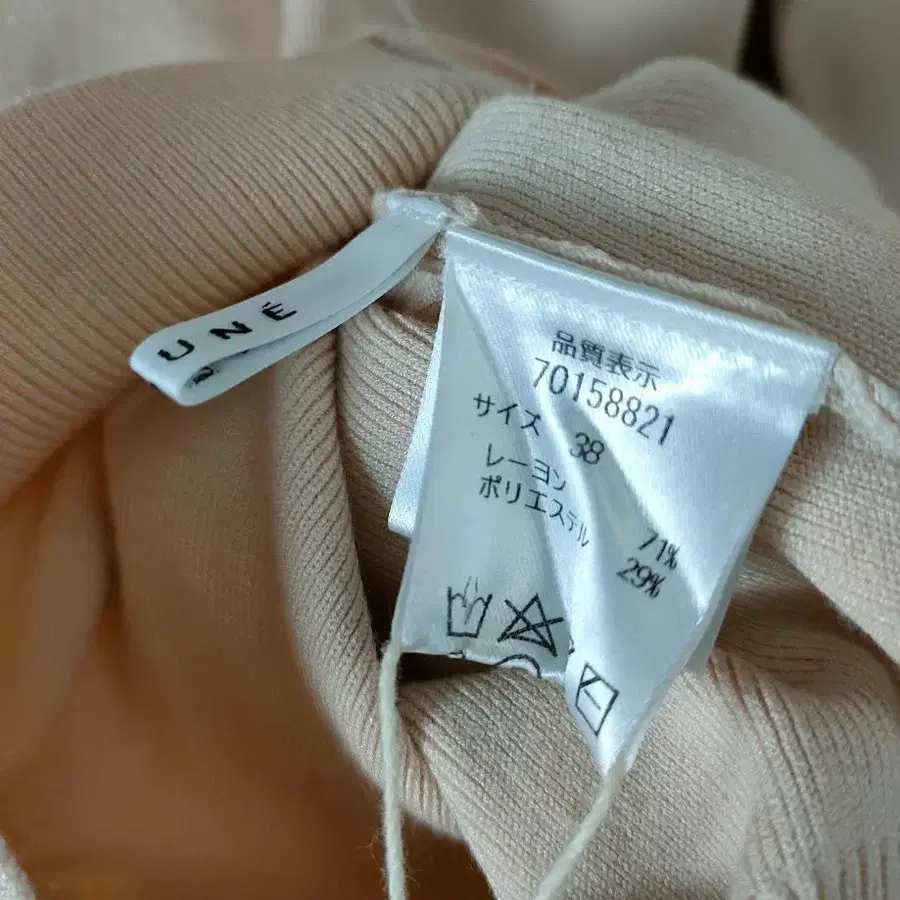 UNÉ
品質表示
70158821
サイズ 38
レーヨン 71%
ポリエステル 29%